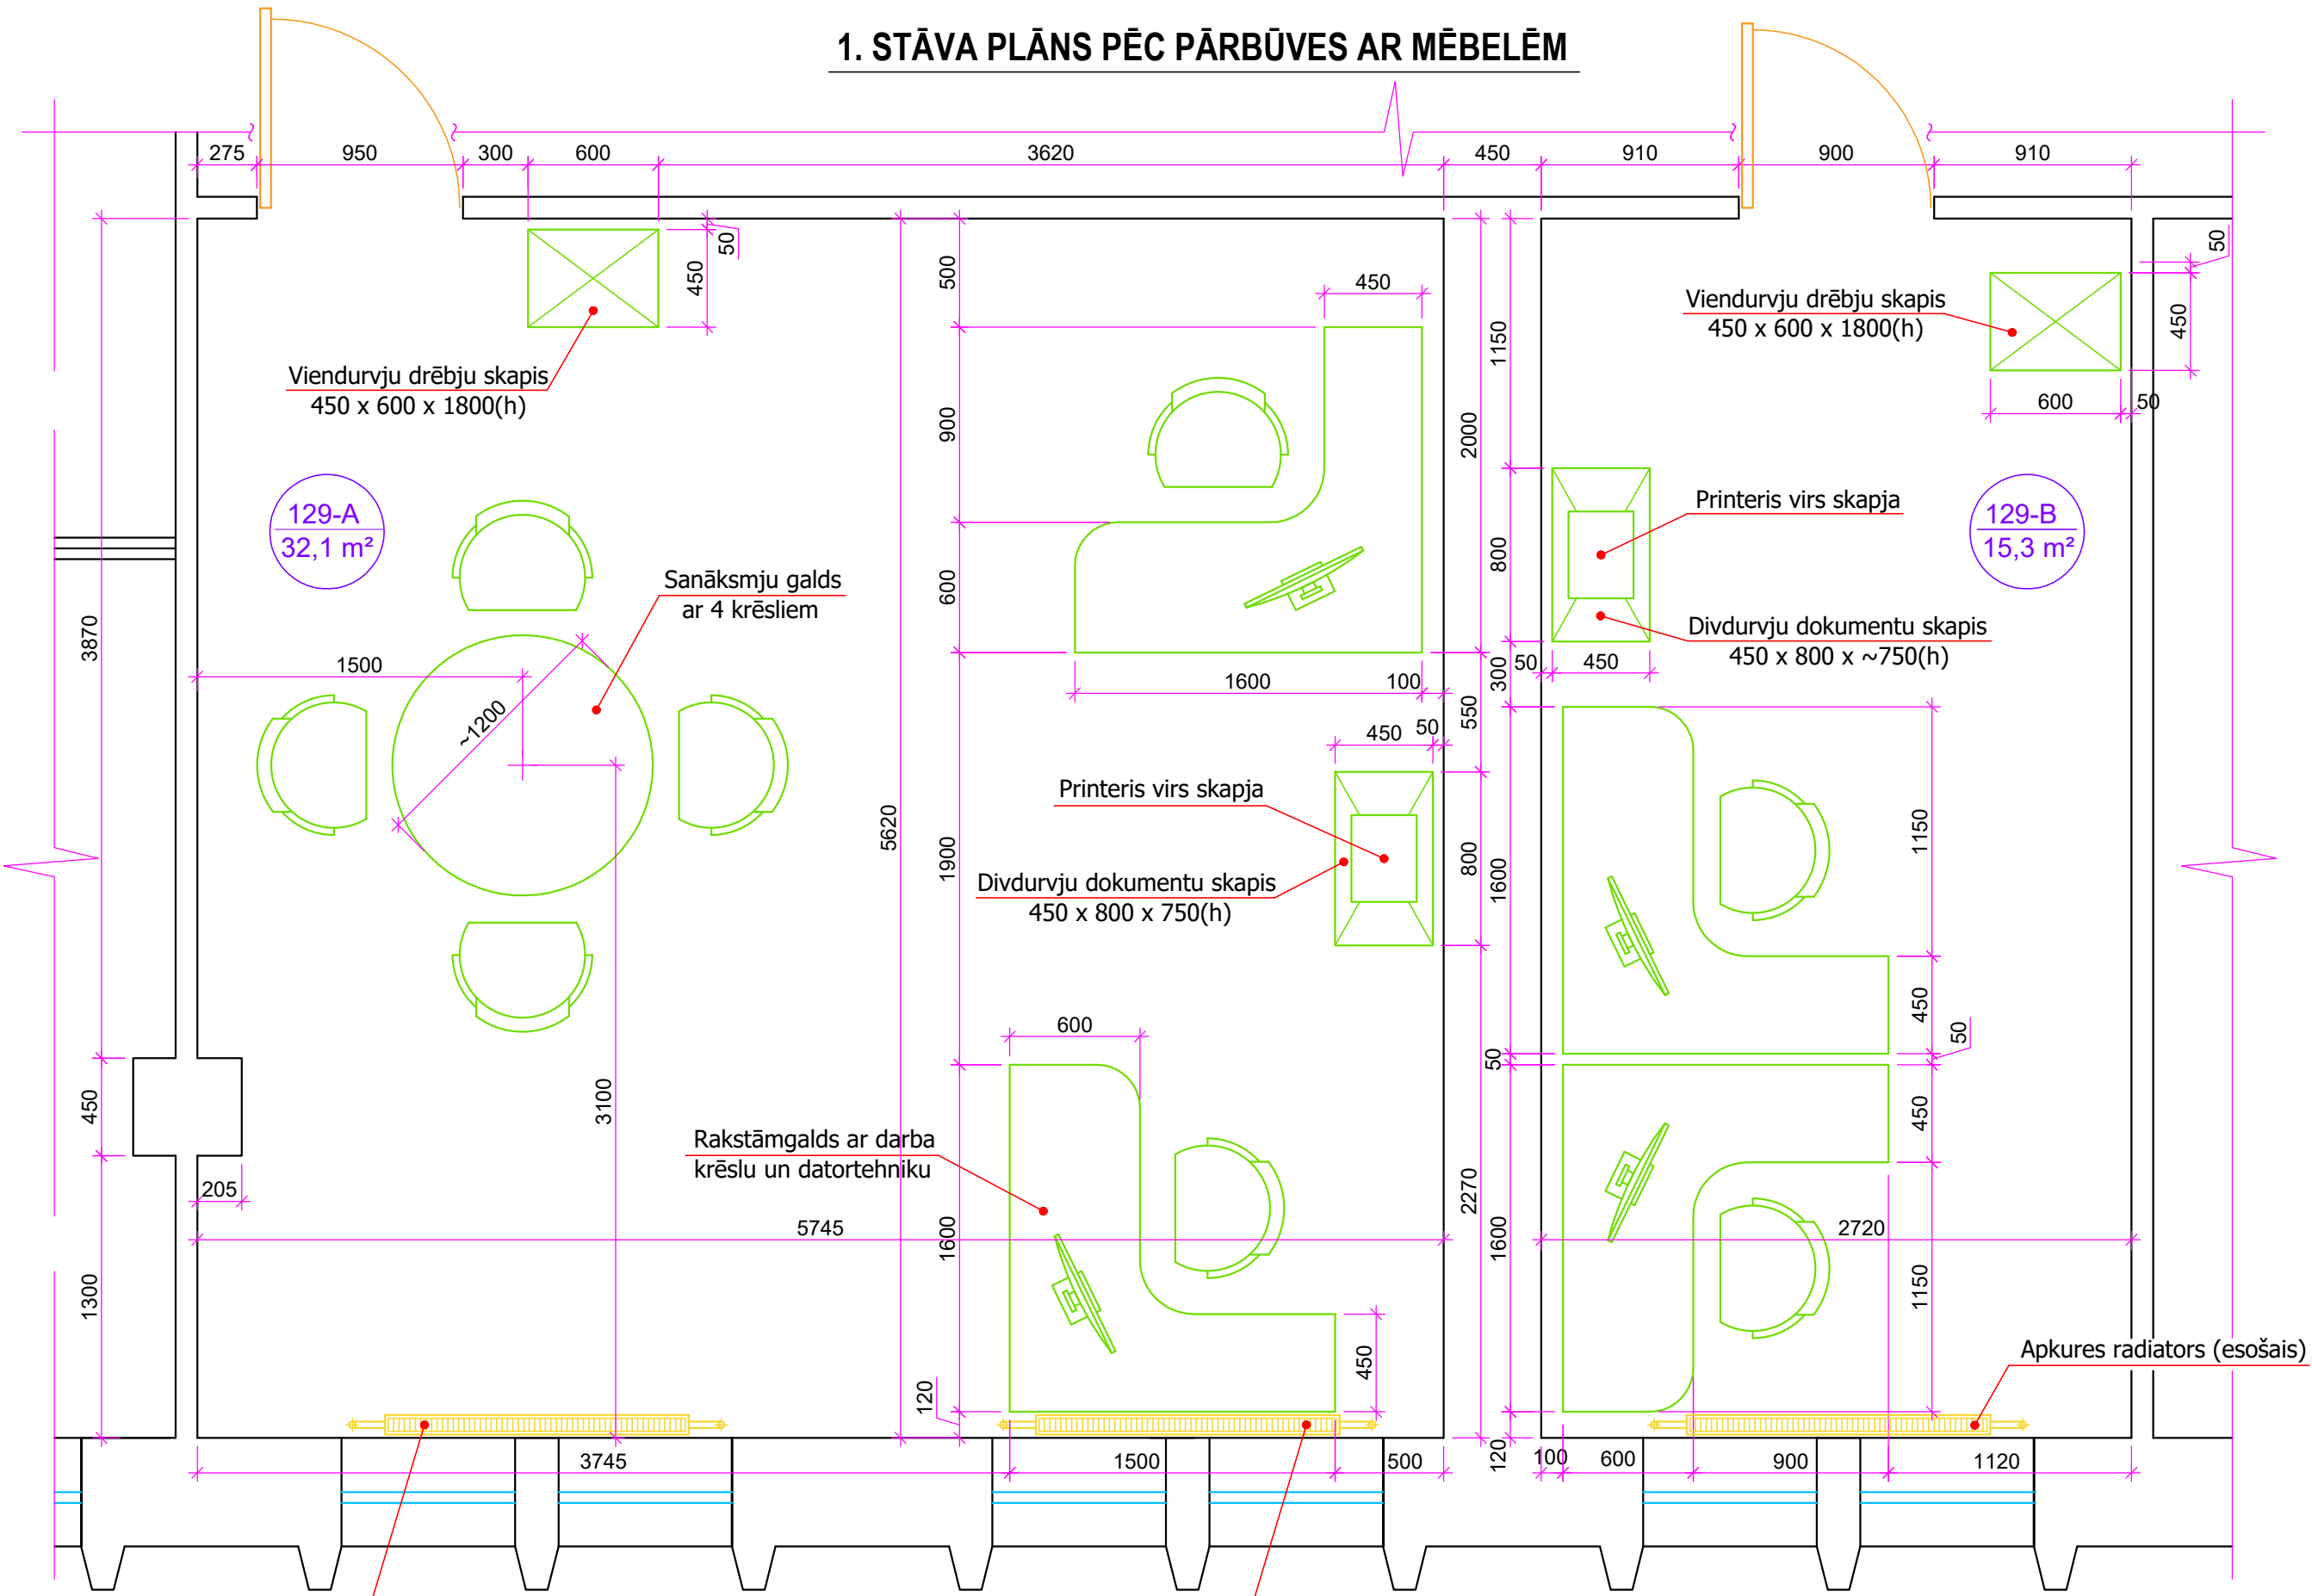 1. STĀVA PLĀNS PĒC PĀRBŪVES AR MĒBELĒM
275 950 300 600 3620 450 910 900 910
50
450
500
450
1150
2000
50
450
Viendurvju drēbju skapis
450 x 600 x 1800(h)
600 50
Viendurvju drēbju skapis
450 x 600 x 1800(h)
900
129-A
32,1 m²
Printeris virs skapja
129-B
15,3 m²
Sanāksmju galds
ar 4 krēsliem
600
800
Divdurvju dokumentu skapis
450 x 800 x ~750(h)
3870
1500
~1200
1600 100
300
50 450
550
450 50
Printeris virs skapja
Divdurvju dokumentu skapis
450 x 800 x 750(h)
5620
1900
800
1600
1150
450
50
600
50
450
3100
450
Rakstāmgalds ar darba
krēslu un datortehniku
205
5745
1600
2270
1600
2720
1300
1150
450
120
Apkures radiators (esošais)
3745 1500 500
120
100 600 900 1120